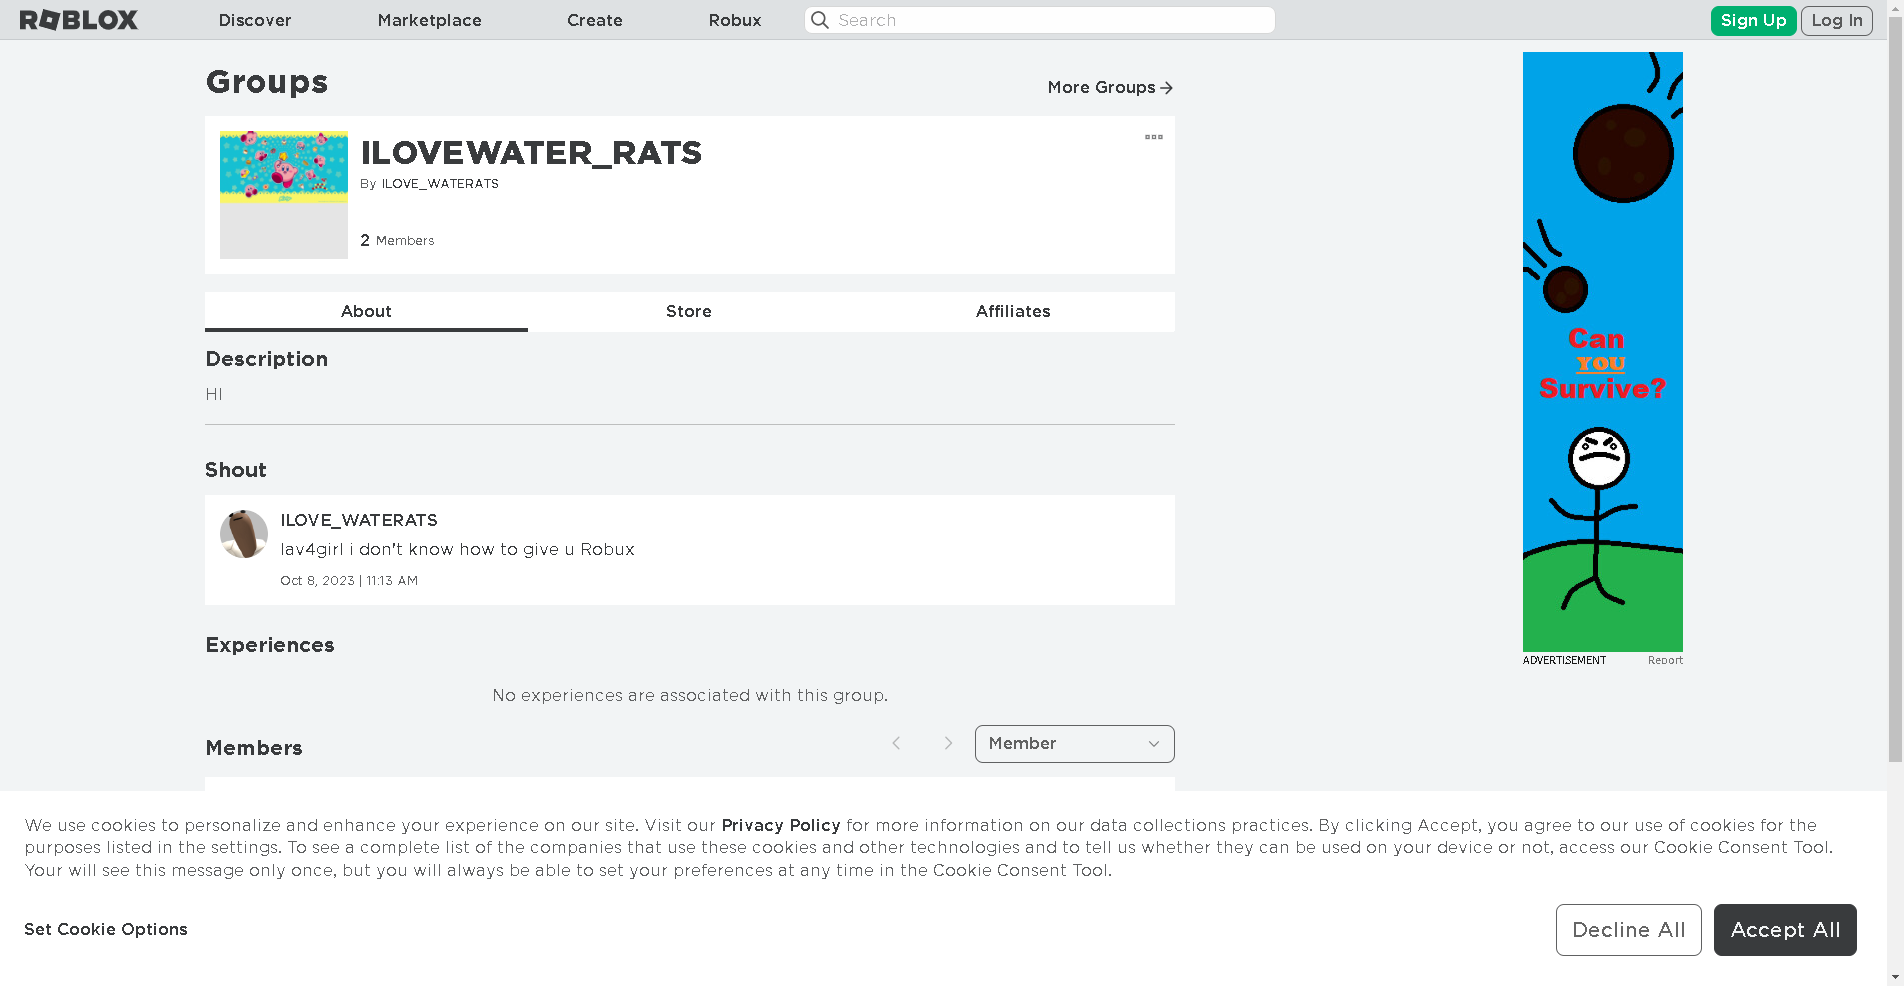 ROBLOX
Discover
Marketplace
Create
Robux
Search
Sign Up
Log In
Groups
More Groups
ILOVEWATER_RATS
By ILOVE_WATERATS
2 Members
About
Store
Affiliates
Description
HI
Shout
ILOVE_WATERATS
lav4girl i don't know how to give u Robux
Oct 8, 2023 | 11:13 AM
Experiences
No experiences are associated with this group.
Members
Member
Can
YOU
Survive?
ADVERTISEMENT
Report
We use cookies to personalize and enhance your experience on our site. Visit our Privacy Policy for more information on our data collections practices. By clicking Accept, you agree to our use of cookies for the
purposes listed in the settings. To see a complete list of the companies that use these cookies and other technologies and to tell us whether they can be used on your device or not, access our Cookie Consent Tool.
Your will see this message only once, but you will always be able to set your preferences at any time in the Cookie Consent Tool.
Set Cookie Options
Decline All
Accept All